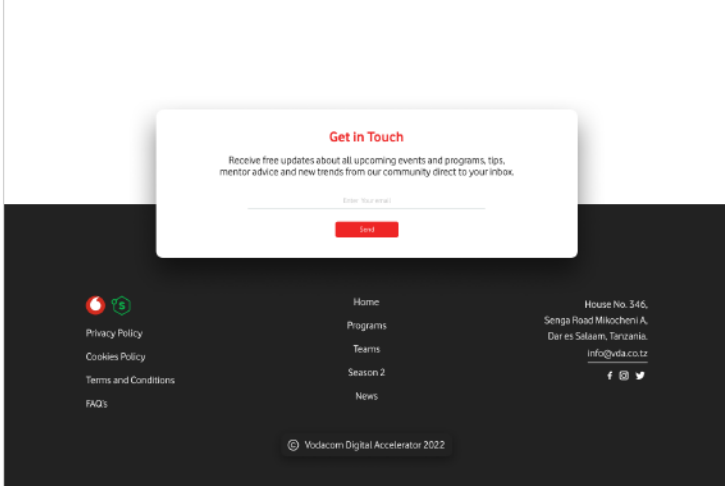 Get in Touch
Receive free updates about all upcoming events and programs, tips,
mentor advice and new trends from our community direct to your inbox.
Enter Your email
Send
S
Privacy Policy
Cookies Policy
Terms and Conditions
FAQ's
Home
Programs
Teams
Season 2
News
House No. 346,
Senga Road Mikocheni A,
Dar es Salaam, Tanzania.
info@vda.co.tz
© Vodacom Digital Accelerator 2022